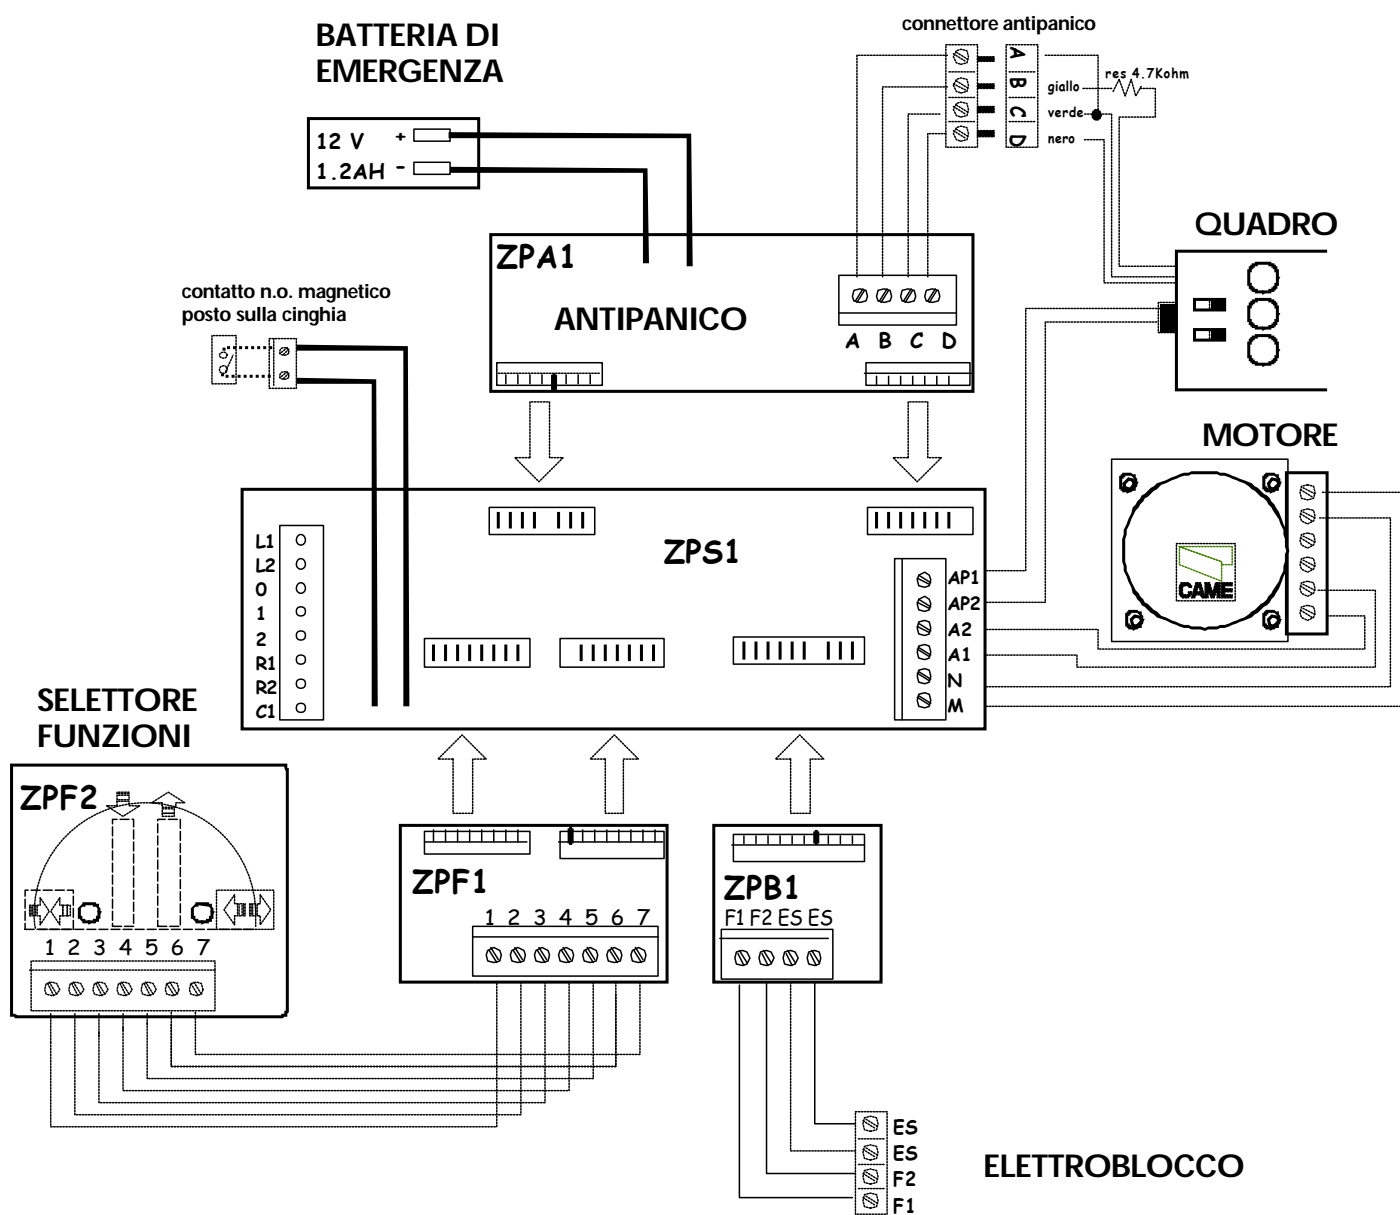 connettore antipanico
BATTERIA DI
EMERGENZA
A
B
C
D
res 4.7Kohm
giallo
verde
nero
12 V +
1.2AH -
QUADRO
ZPA1
contatto n.o. magnetico
posto sulla cinghia
ANTIPANICO
A B C D
MOTORE
ZPS1
L1
L2
0
1
2
R1
R2
C1
AP1
AP2
A2
A1
N
M
CAME
SELETTORE
FUNZIONI
ZPF2
1 2 3 4 5 6 7
ZPF1
1 2 3 4 5 6 7
ZPB1
F1 F2 ES ES
ES
ES
F2
F1
ELETTROBLOCCO